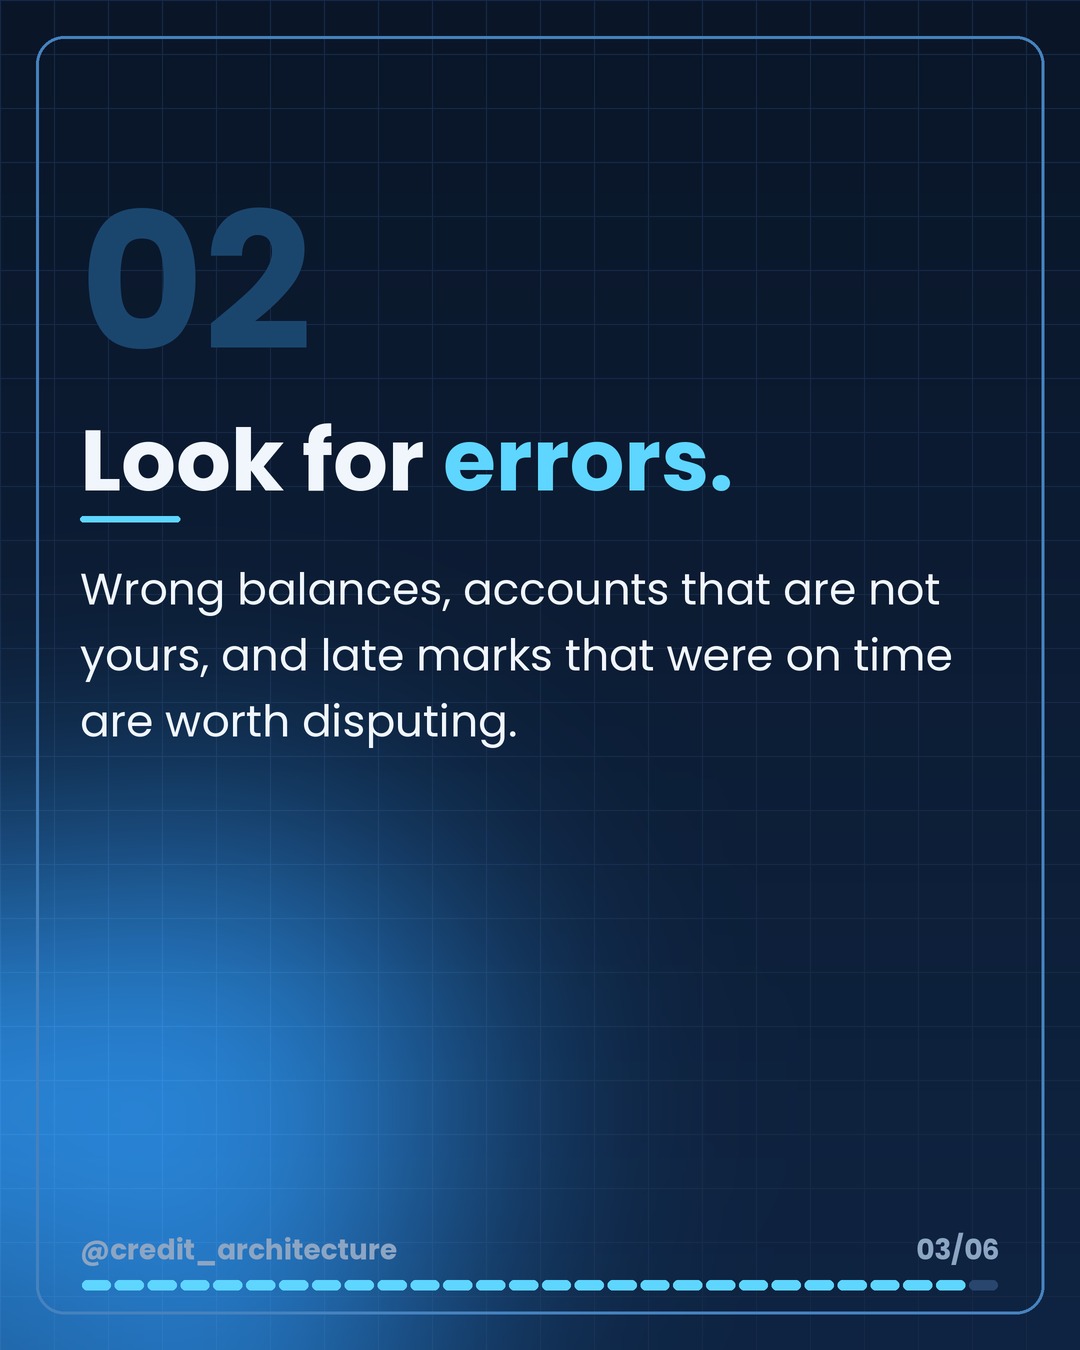 02
Look for errors.
Wrong balances, accounts that are not
yours, and late marks that were on time
are worth disputing.
@credit_architecture
03/06